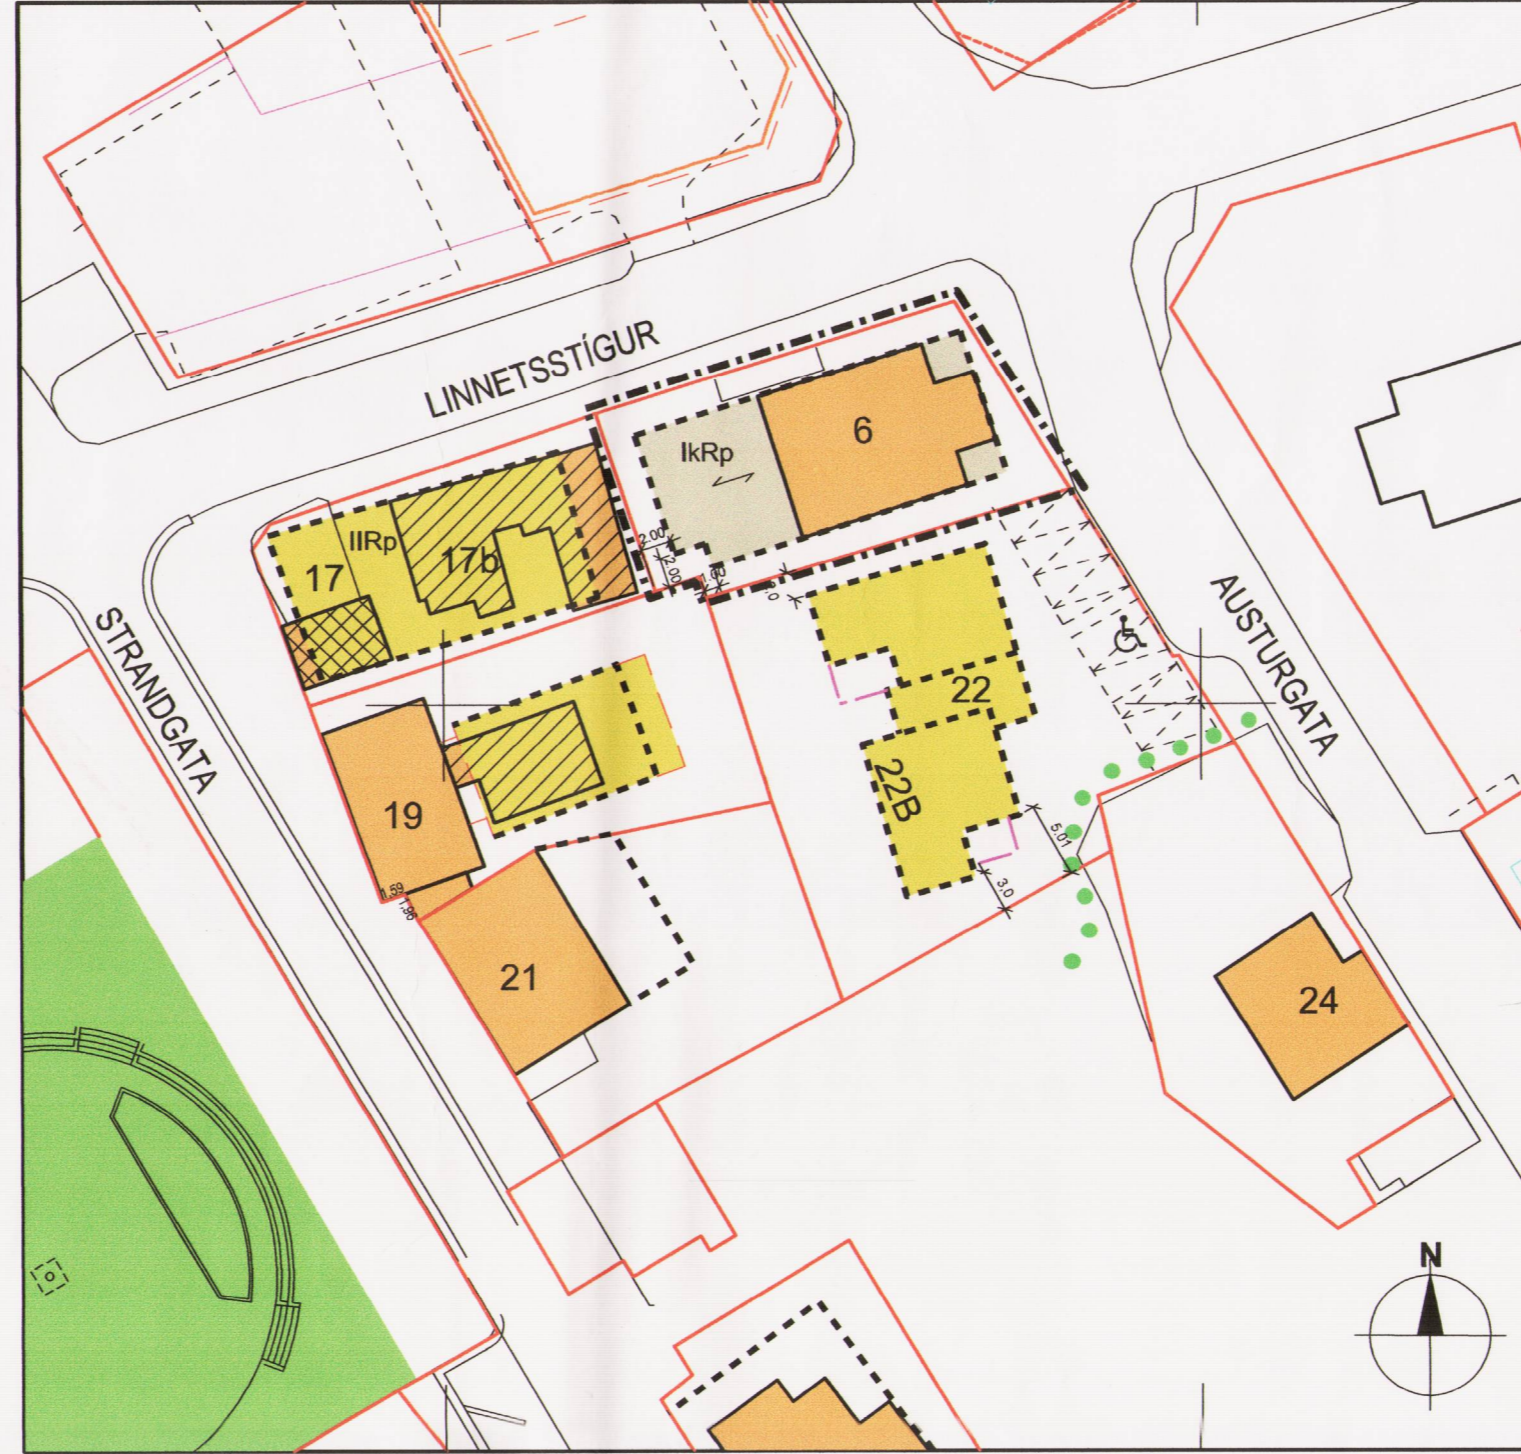 LINNETSSTÍGUR
6
IkRp
IIRp
17b
17
2.00
2.00
1.00
STRANDGATA
AUSTURGATA
22
22B
19
5.01
3,0
1,59
1,96
21
24
N